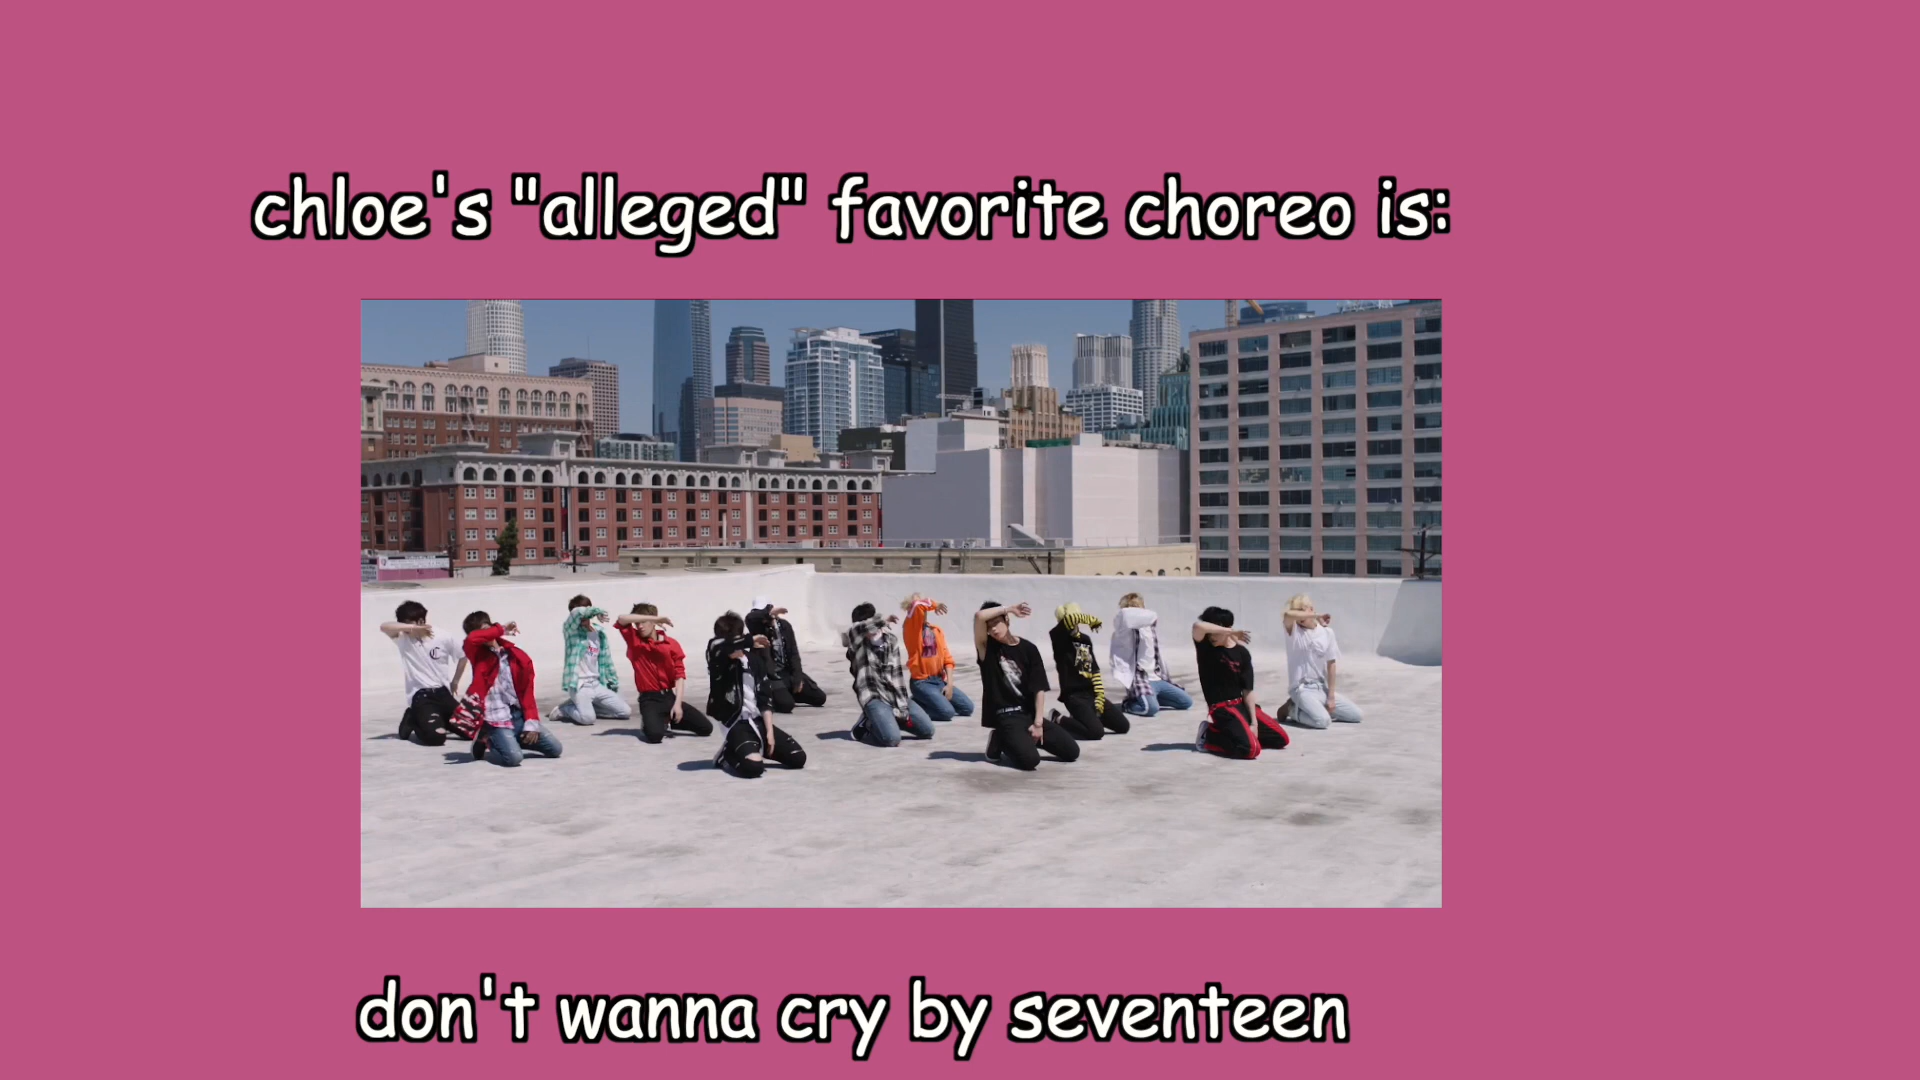 chloe's "alleged" favorite choreo is:
don't wanna cry by seventeen